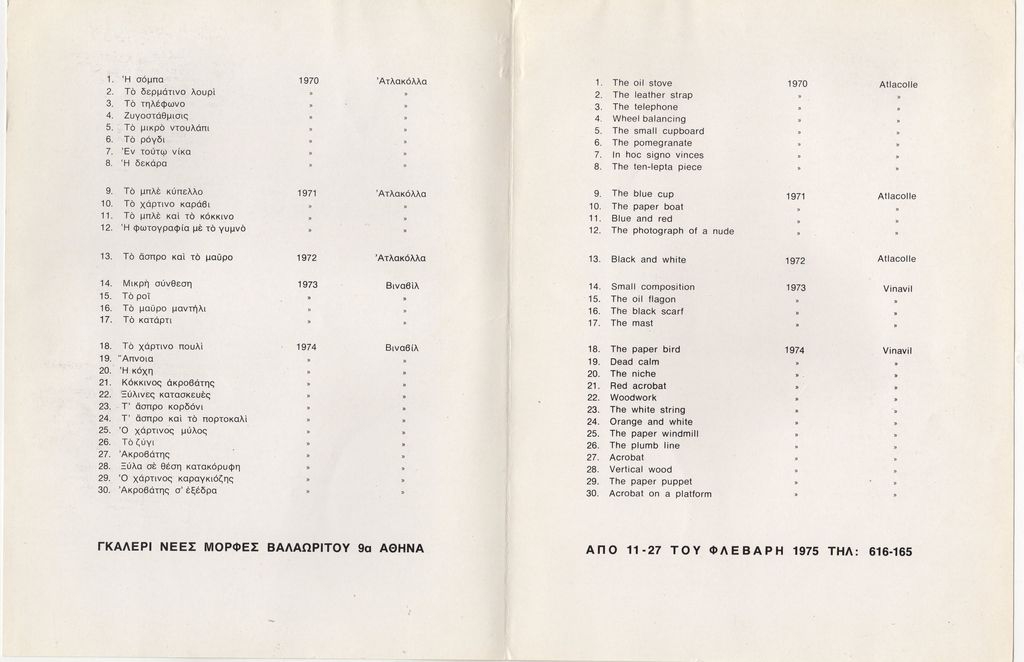 1. Ἡ σόμπα 1970 Ἀτλακόλλα
2. Τὸ δερμάτινο λουρὶ » »
3. Τὸ τηλέφωνο » »
4. Ζυγοστάθμισις » »
5. Τὸ μικρὸ ντουλάπι » »
6. Τὸ ρόγδι » »
7. Ἐν τούτῳ νίκα » »
8. Ἡ δεκάρα » »
9. Τὸ μπλὲ κύπελλο 1971 Ἀτλακόλλα
10. Τὸ χάρτινο καράβι » »
11. Τὸ μπλὲ καὶ τὸ κόκκινο » »
12. Ἡ φωτογραφία μὲ τὸ γυμνὸ » »
13. Τὸ ἄσπρο καὶ τὸ μαῦρο 1972 Ἀτλακόλλα
14. Μικρὴ σύνθεση 1973 Βιναβὶλ
15. Τὸ ροῒ » »
16. Τὸ μαῦρο μαντήλι » »
17. Τὸ κατάρτι » »
18. Τὸ χάρτινο πουλὶ 1974 Βιναβὶλ
19. Ἄπνοια » »
20. Ἡ κόχη » »
21. Κόκκινος ἀκροβάτης » »
22. Ξύλινες κατασκευὲς » »
23. Τ' ἄσπρο κορδόνι » »
24. Τ' ἄσπρο καὶ τὸ πορτοκαλὶ » »
25. Ὁ χάρτινος μύλος » »
26. Τὸ ζύγι » »
27. Ἀκροβάτης » »
28. Ξύλα σὲ θέση κατακόρυφη » »
29. Ὁ χάρτινος καραγκιόζης » »
30. Ἀκροβάτης σ' ἐξέδρα » »
ΓΚΑΛΕΡΙ ΝΕΕΣ ΜΟΡΦΕΣ ΒΑΛΑΩΡΙΤΟΥ 9α ΑΘΗΝΑ
1. The oil stove 1970 Atlacolle
2. The leather strap » »
3. The telephone » »
4. Wheel balancing » »
5. The small cupboard » »
6. The pomegranate » »
7. In hoc signo vinces » »
8. The ten-lepta piece » »
9. The blue cup 1971 Atlacolle
10. The paper boat » »
11. Blue and red » »
12. The photograph of a nude » »
13. Black and white 1972 Atlacolle
14. Small composition 1973 Vinavil
15. The oil flagon » »
16. The black scarf » »
17. The mast » »
18. The paper bird 1974 Vinavil
19. Dead calm » »
20. The niche » »
21. Red acrobat » »
22. Woodwork » »
23. The white string » »
24. Orange and white » »
25. The paper windmill » »
26. The plumb line » »
27. Acrobat » »
28. Vertical wood » »
29. The paper puppet » »
30. Acrobat on a platform » »
ΑΠΟ 11-27 ΤΟΥ ΦΛΕΒΑΡΗ 1975 ΤΗΛ: 616-165